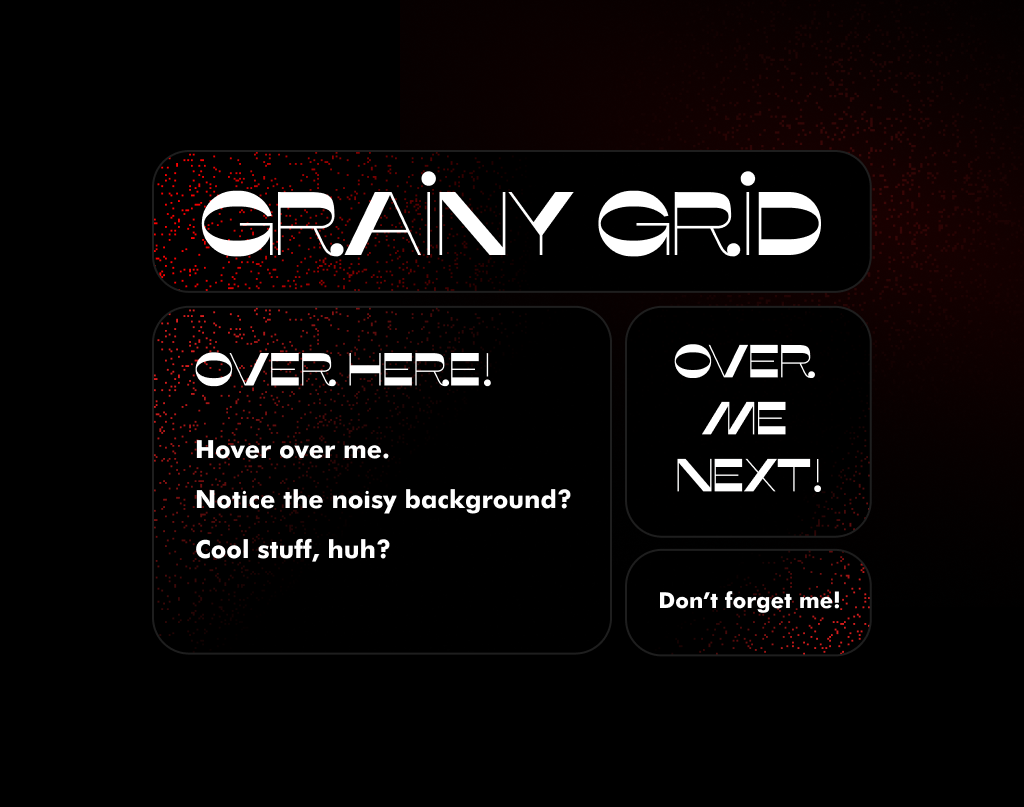 GRAiNY GRiD
OVER HERE!
Hover over me.
Notice the noisy background?
Cool stuff, huh?
OVER
ME
NEXT!
Don’t forget me!